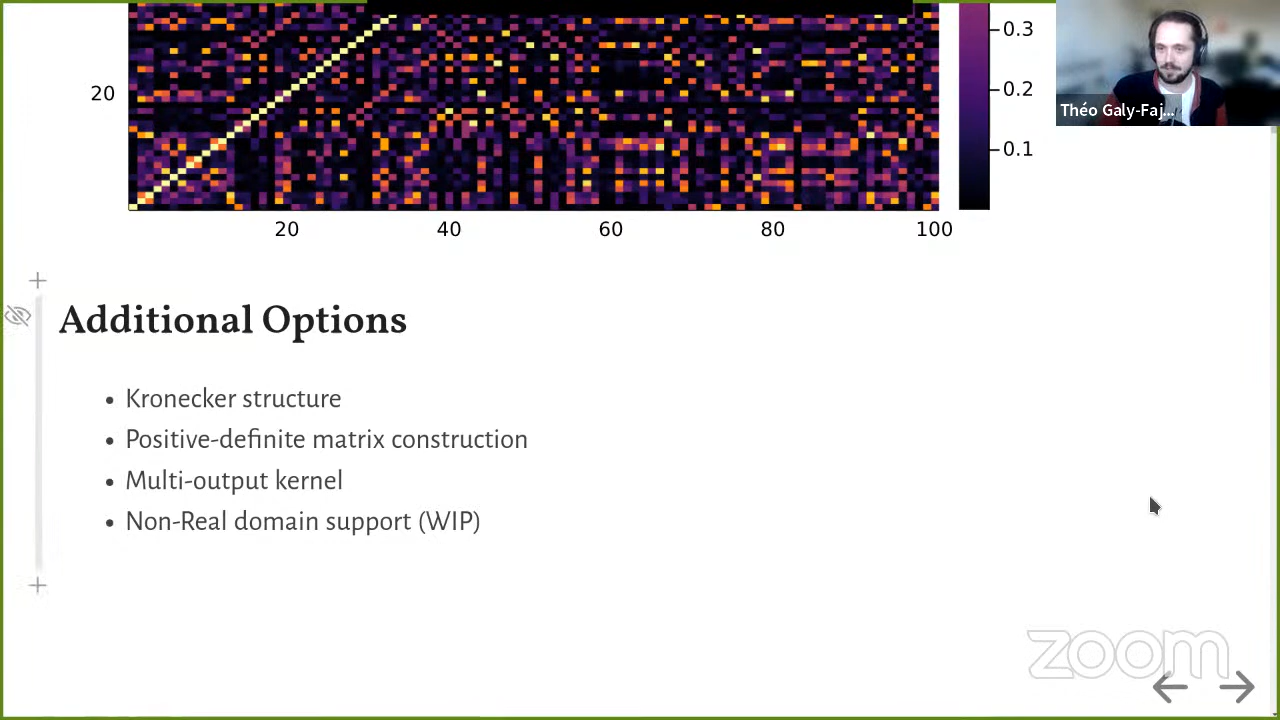 20
20
40
60
80
100
0.3
0.2
0.1
Théo Galy-Faj...
Additional Options
• Kronecker structure
• Positive-definite matrix construction
• Multi-output kernel
• Non-Real domain support (WIP)
zoom